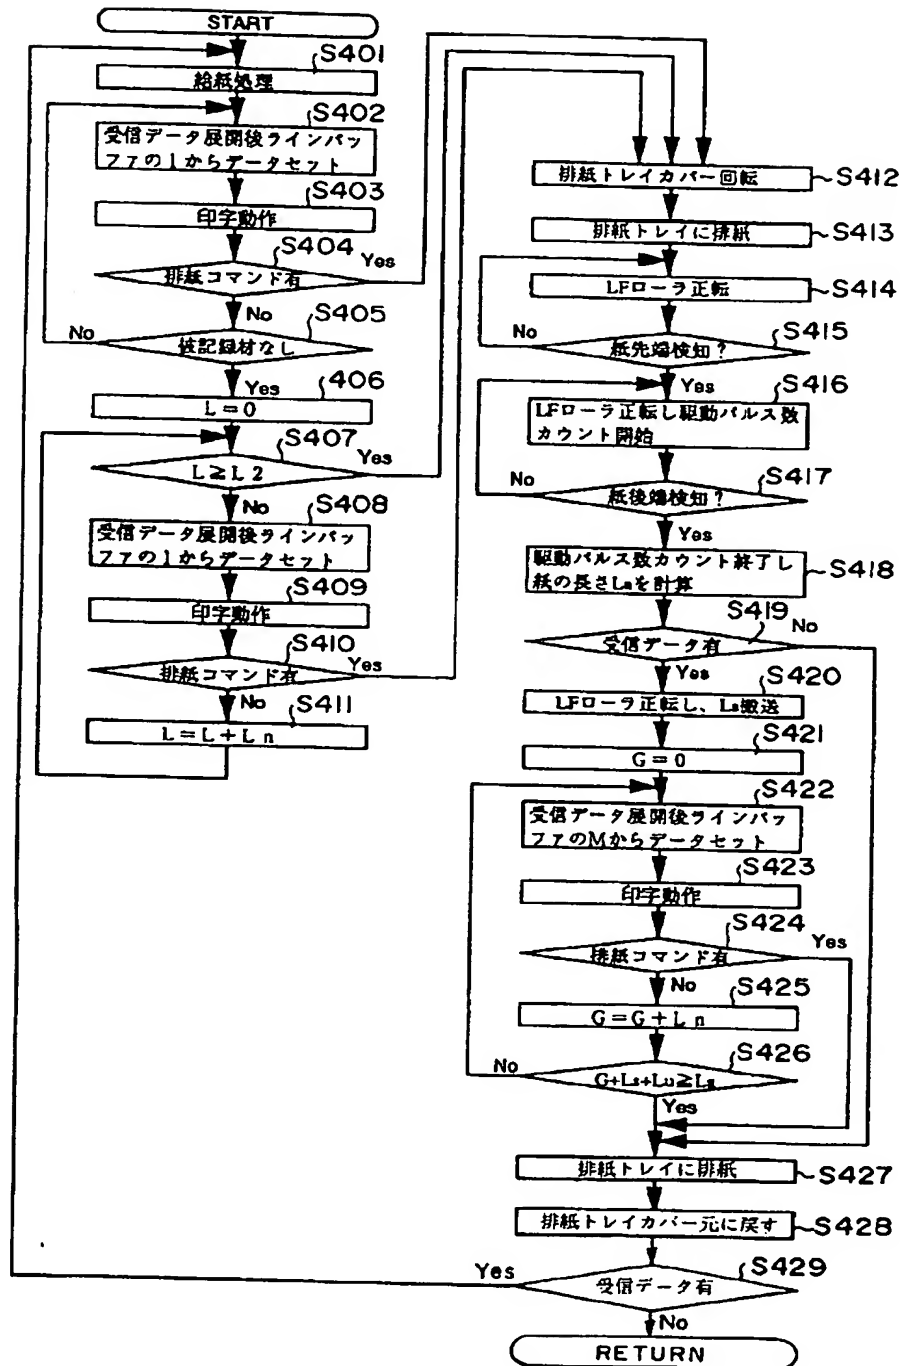 START
S401
給紙処理
S402
受信データ展開後ラインバッ
ファの1からデータセット
S403
印字動作
S404
排紙コマンド有
Yes
No
S405
被記録材なし
No
Yes
406
L=0
S407
L≧L2
Yes
No
S408
受信データ展開後ラインバッ
ファの1からデータセット
S409
印字動作
S410
排紙コマンド有
Yes
No
S411
L=L+Ln
排紙トレイカバー回転
S412
排紙トレイに排紙
S413
LFローラ正転
S414
S415
紙先端検知?
No
Yes
S416
LFローラ正転し駆動パルス数
カウント開始
S417
紙後端検知?
No
Yes
駆動パルス数カウント終了し
紙の長さLaを計算
S418
S419
受信データ有
No
Yes
S420
LFローラ正転し、Ls搬送
S421
G=0
S422
受信データ展開後ラインバッ
ファのMからデータセット
S423
印字動作
S424
排紙コマンド有
Yes
No
S425
G=G+Ln
S426
G+Ls+Lu≧La
No
Yes
排紙トレイに排紙
S427
排紙トレイカバー元に戻す
S428
S429
受信データ有
Yes
No
RETURN